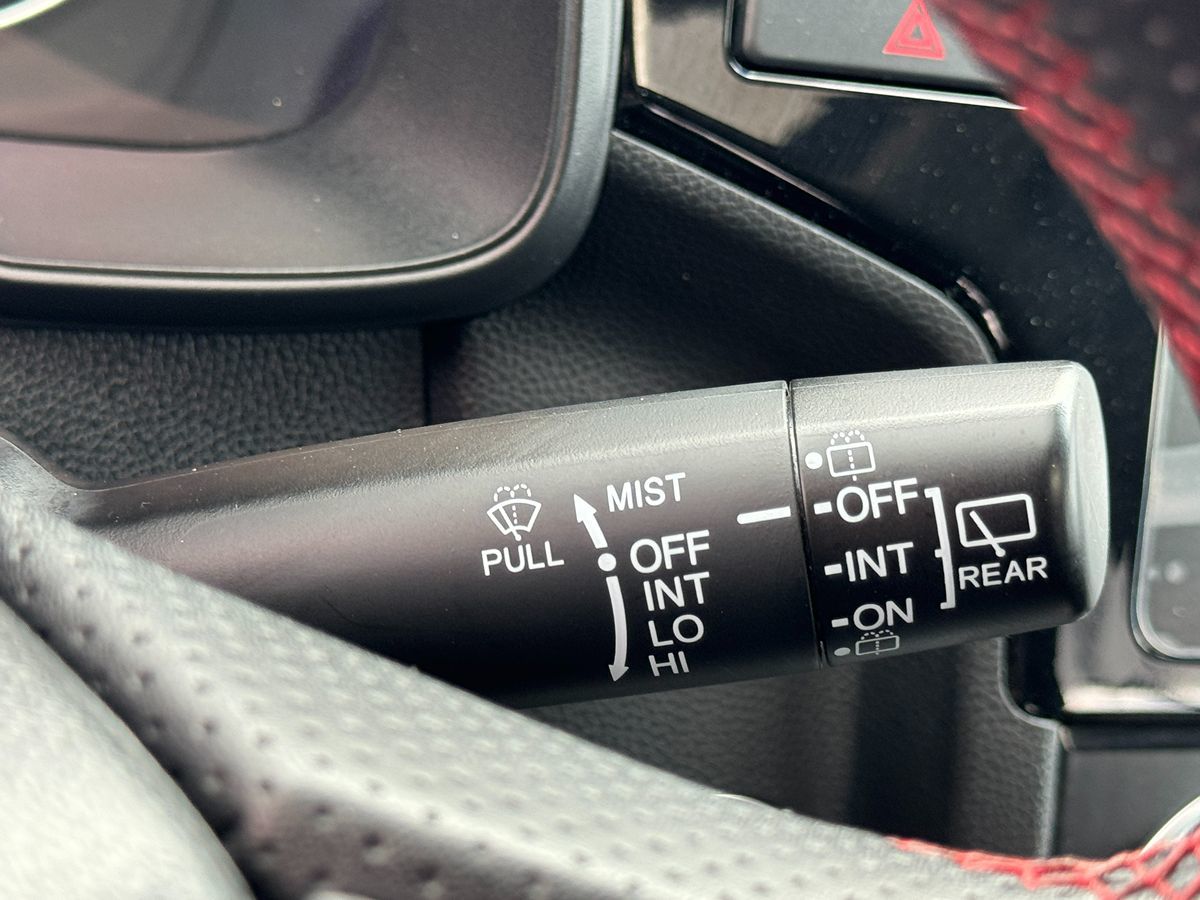 PULL
MIST
OFF
INT
LO
HI
OFF
INT
ON
REAR